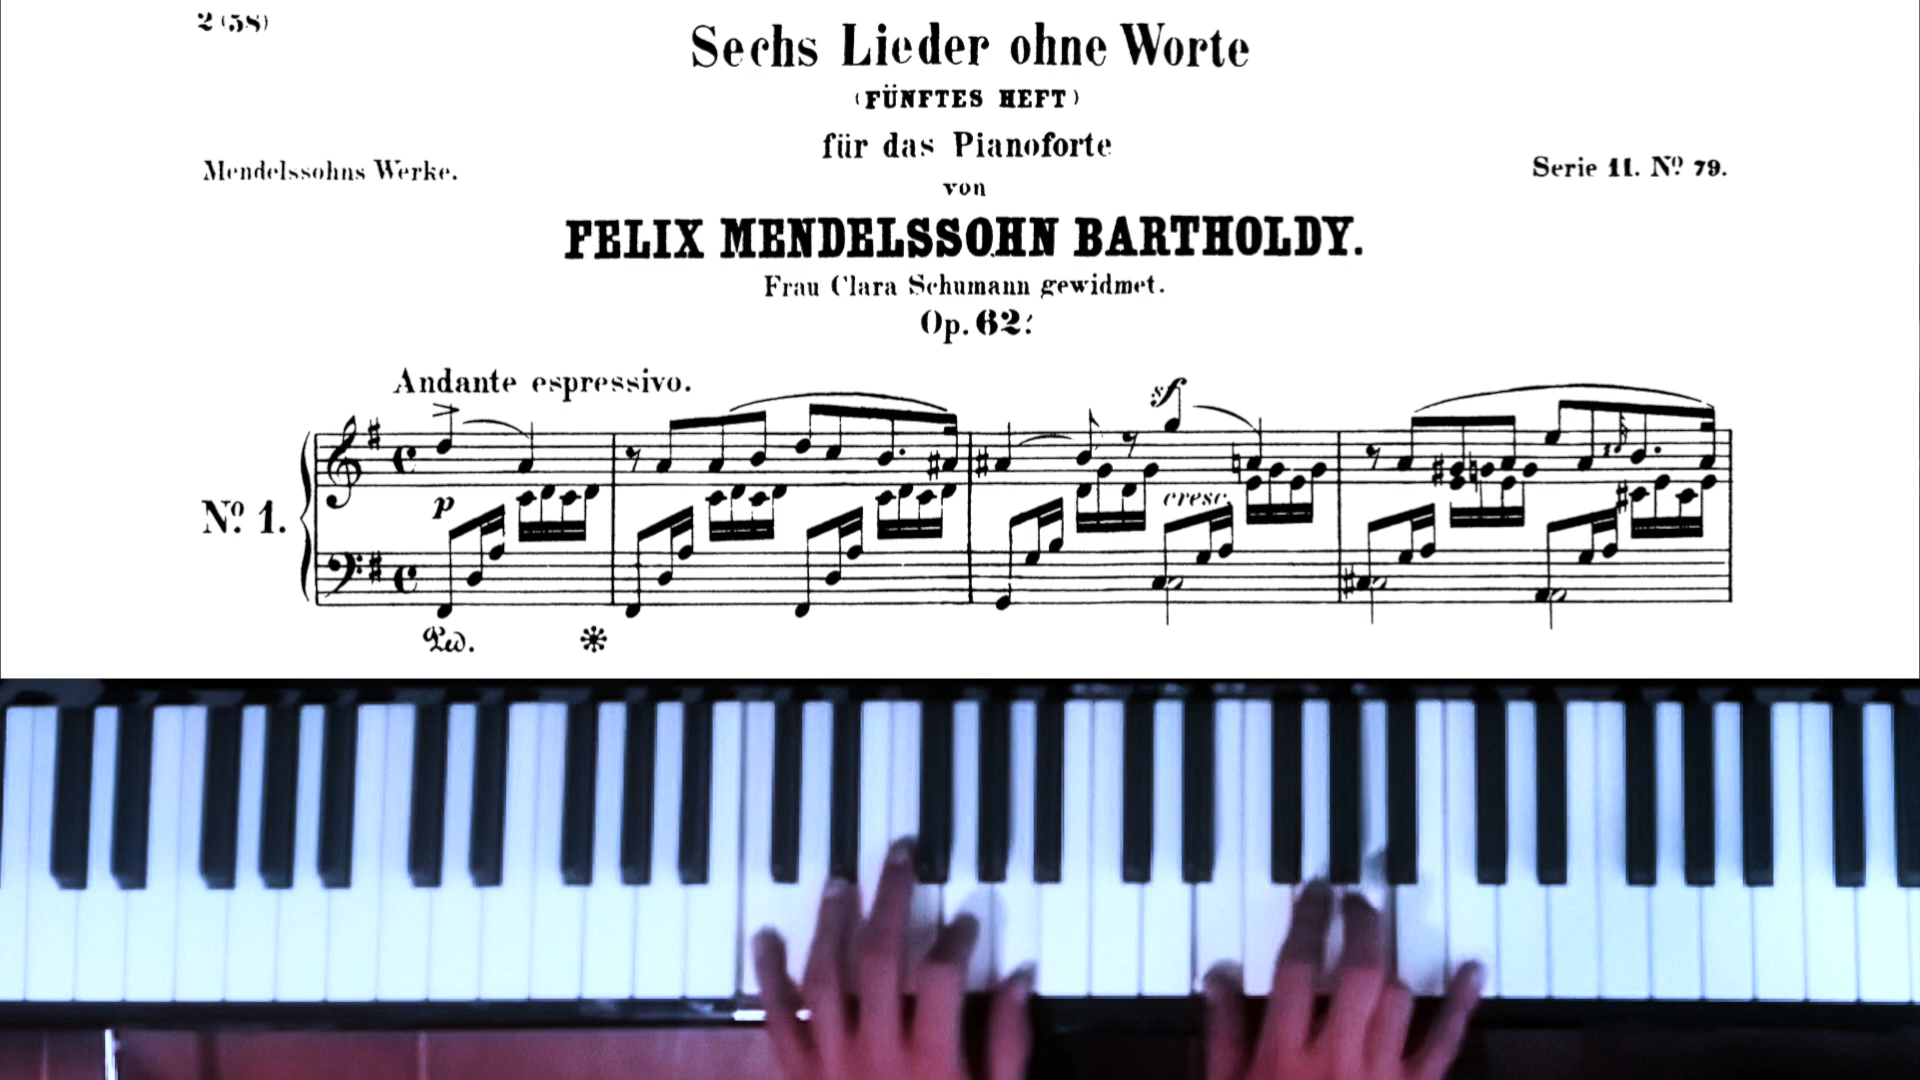 2 (58)
Sechs Lieder ohne Worte
(FÜNFTES HEFT)
für das Pianoforte
Mendelssohns Werke.
Serie 11. Nº 79.
von
FELIX MENDELSSOHN BARTHOLDY.
Frau Clara Schumann gewidmet.
Op. 62.
Andante espressivo.
sf
Nº 1.
p
cresc.
Ped.